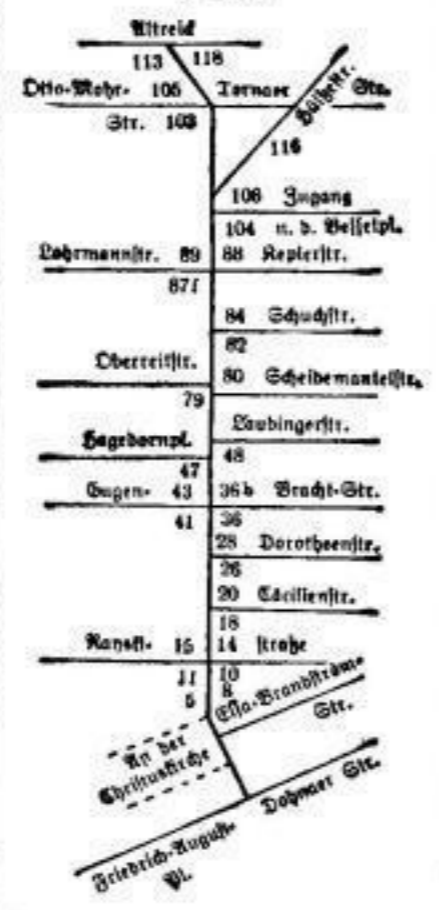 Altreick
113 118
Otto-Mohr- 105 Tornaer Str.
Str. 103
Hülßestr.
116
106 Zugang
104 n. d. Besselpl.
Lohrmannstr. 89 88 Keplerstr.
87f
84 Schuchstr.
82
Oberreitstr.
80 Scheidemantelstr.
79
Laubingerstr.
Hagedornpl.
48
47
Eugen- 43 36b Bracht-Str.
41 36
28 Dorotheenstr.
26
20 Cäcilienstr.
18
15 14 straße
11 10
5 8 Elsa-Brandström-
Str.
An der
Christuskirche
Dohnaer Str.
Friedrich-August-
Pl.